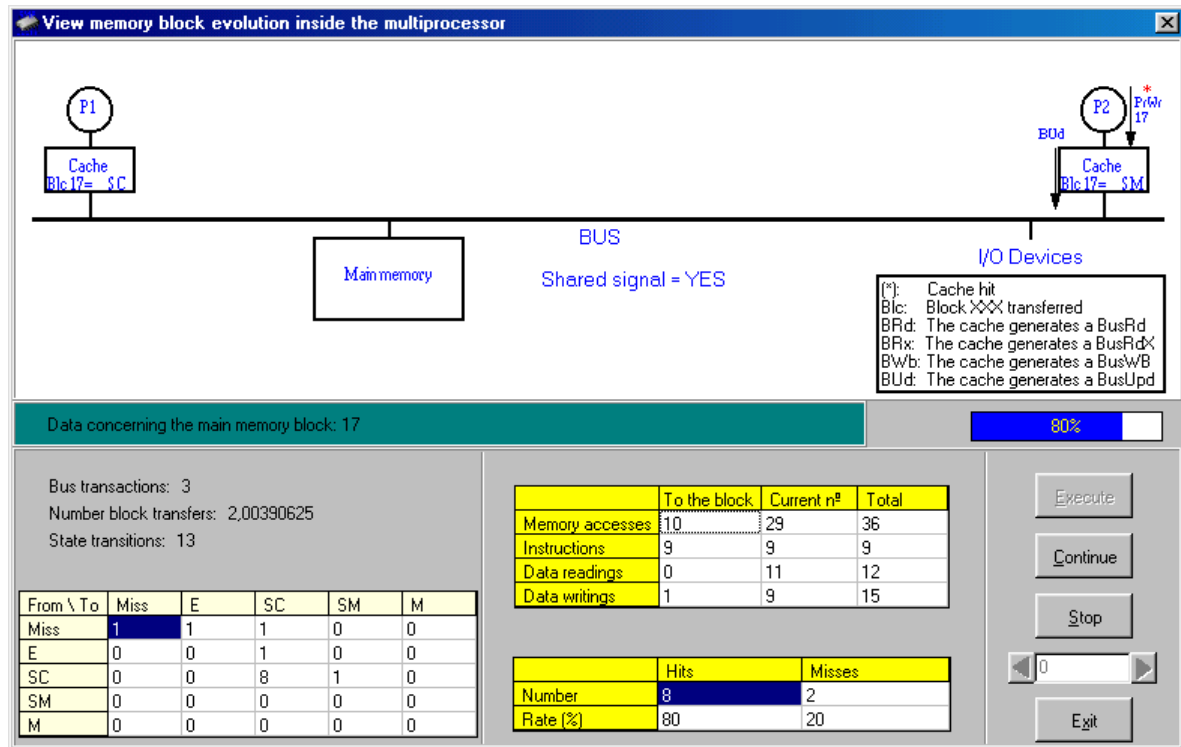 View memory block evolution inside the multiprocessor
P1
Cache
Blc 17= SC
*
P2
PrWr
17
BUd
Cache
Blc 17= SM
BUS
Main memory
Shared signal = YES
I/O Devices
(*): Cache hit
Blc: Block XXX transferred
BRd: The cache generates a BusRd
BRx: The cache generates a BusRdX
BWb: The cache generates a BusWB
BUd: The cache generates a BusUpd
Data concerning the main memory block: 17
80%
Bus transactions: 3
Number block transfers: 2,00390625
State transitions: 13
From \ To Miss E SC SM M
Miss 1 1 1 0 0
E 0 0 1 0 0
SC 0 0 8 1 0
SM 0 0 0 0 0
M 0 0 0 0 0
To the block Current nº Total
Memory accesses 10 29 36
Instructions 9 9 9
Data readings 0 11 12
Data writings 1 9 15
Hits Misses
Number 8 2
Rate (%) 80 20
Execute
Continue
Stop
0
Exit